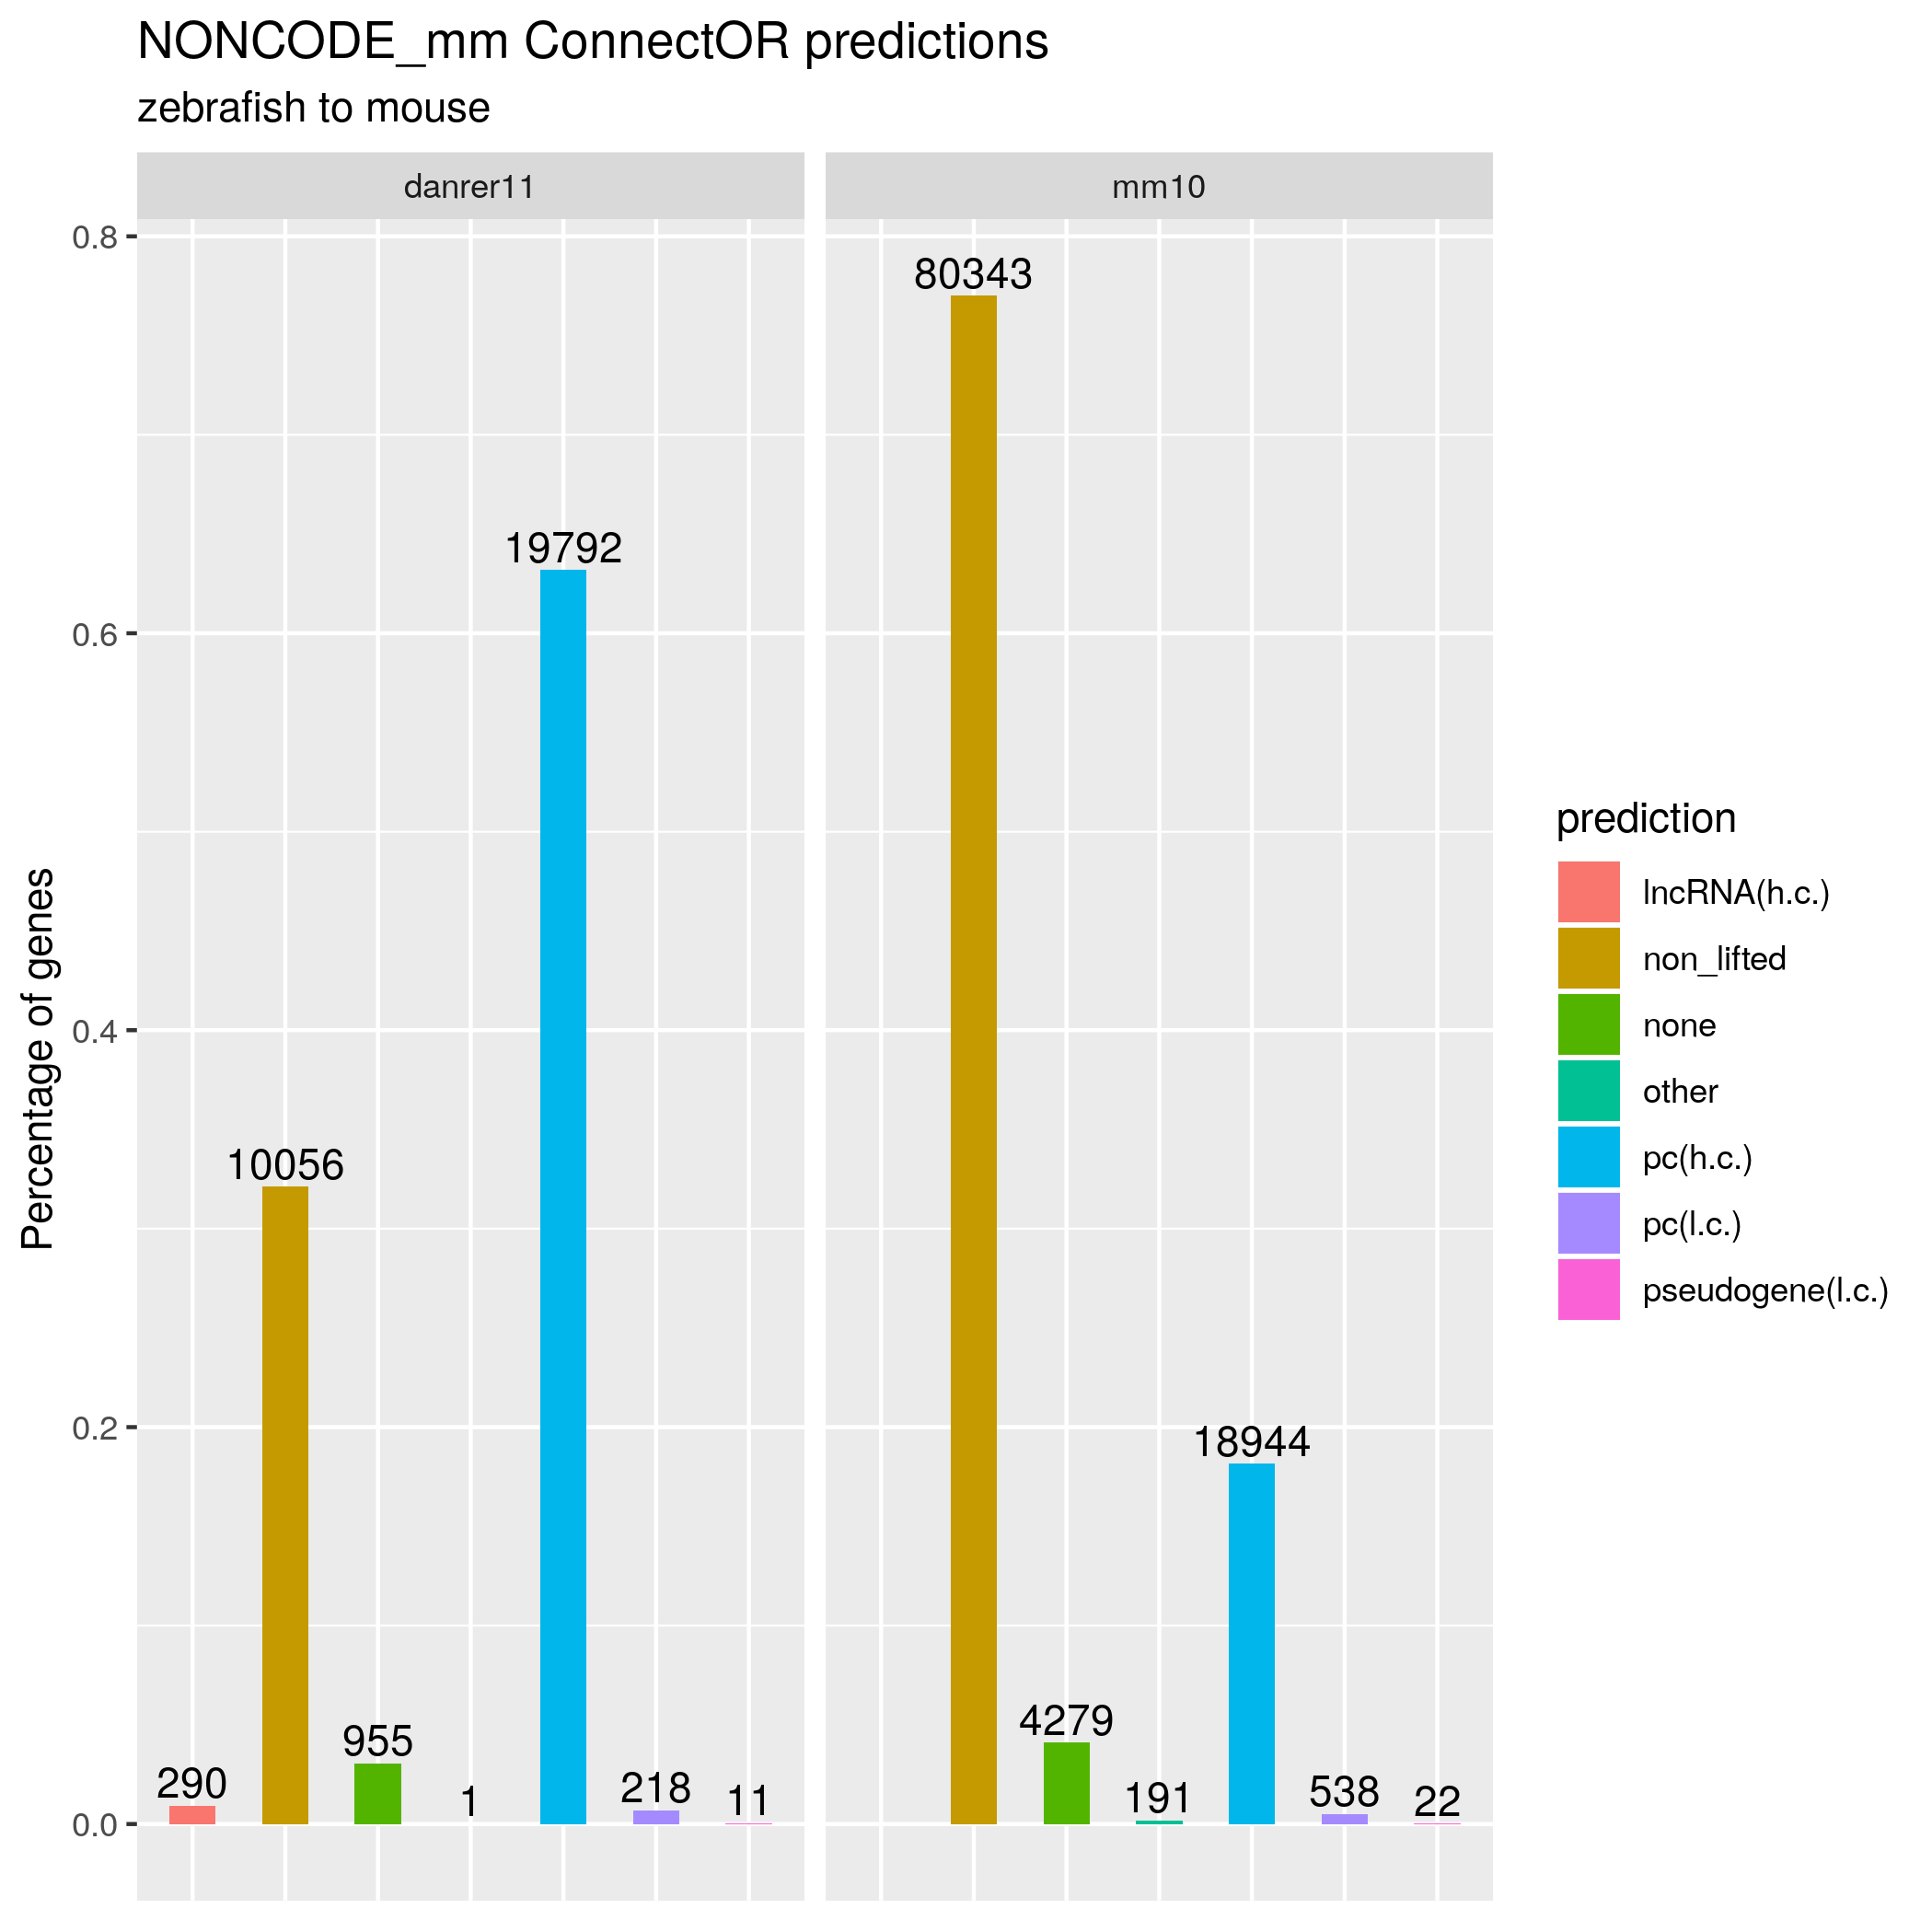 NONCODE_mm ConnectOR predictions
zebrafish to mouse
danrer11
mm10
Percentage of genes
0.8
0.6
0.4
0.2
0.0
290
10056
955
1
19792
218
11
80343
4279
191
18944
538
22
prediction
lncRNA(h.c.)
non_lifted
none
other
pc(h.c.)
pc(l.c.)
pseudogene(l.c.)